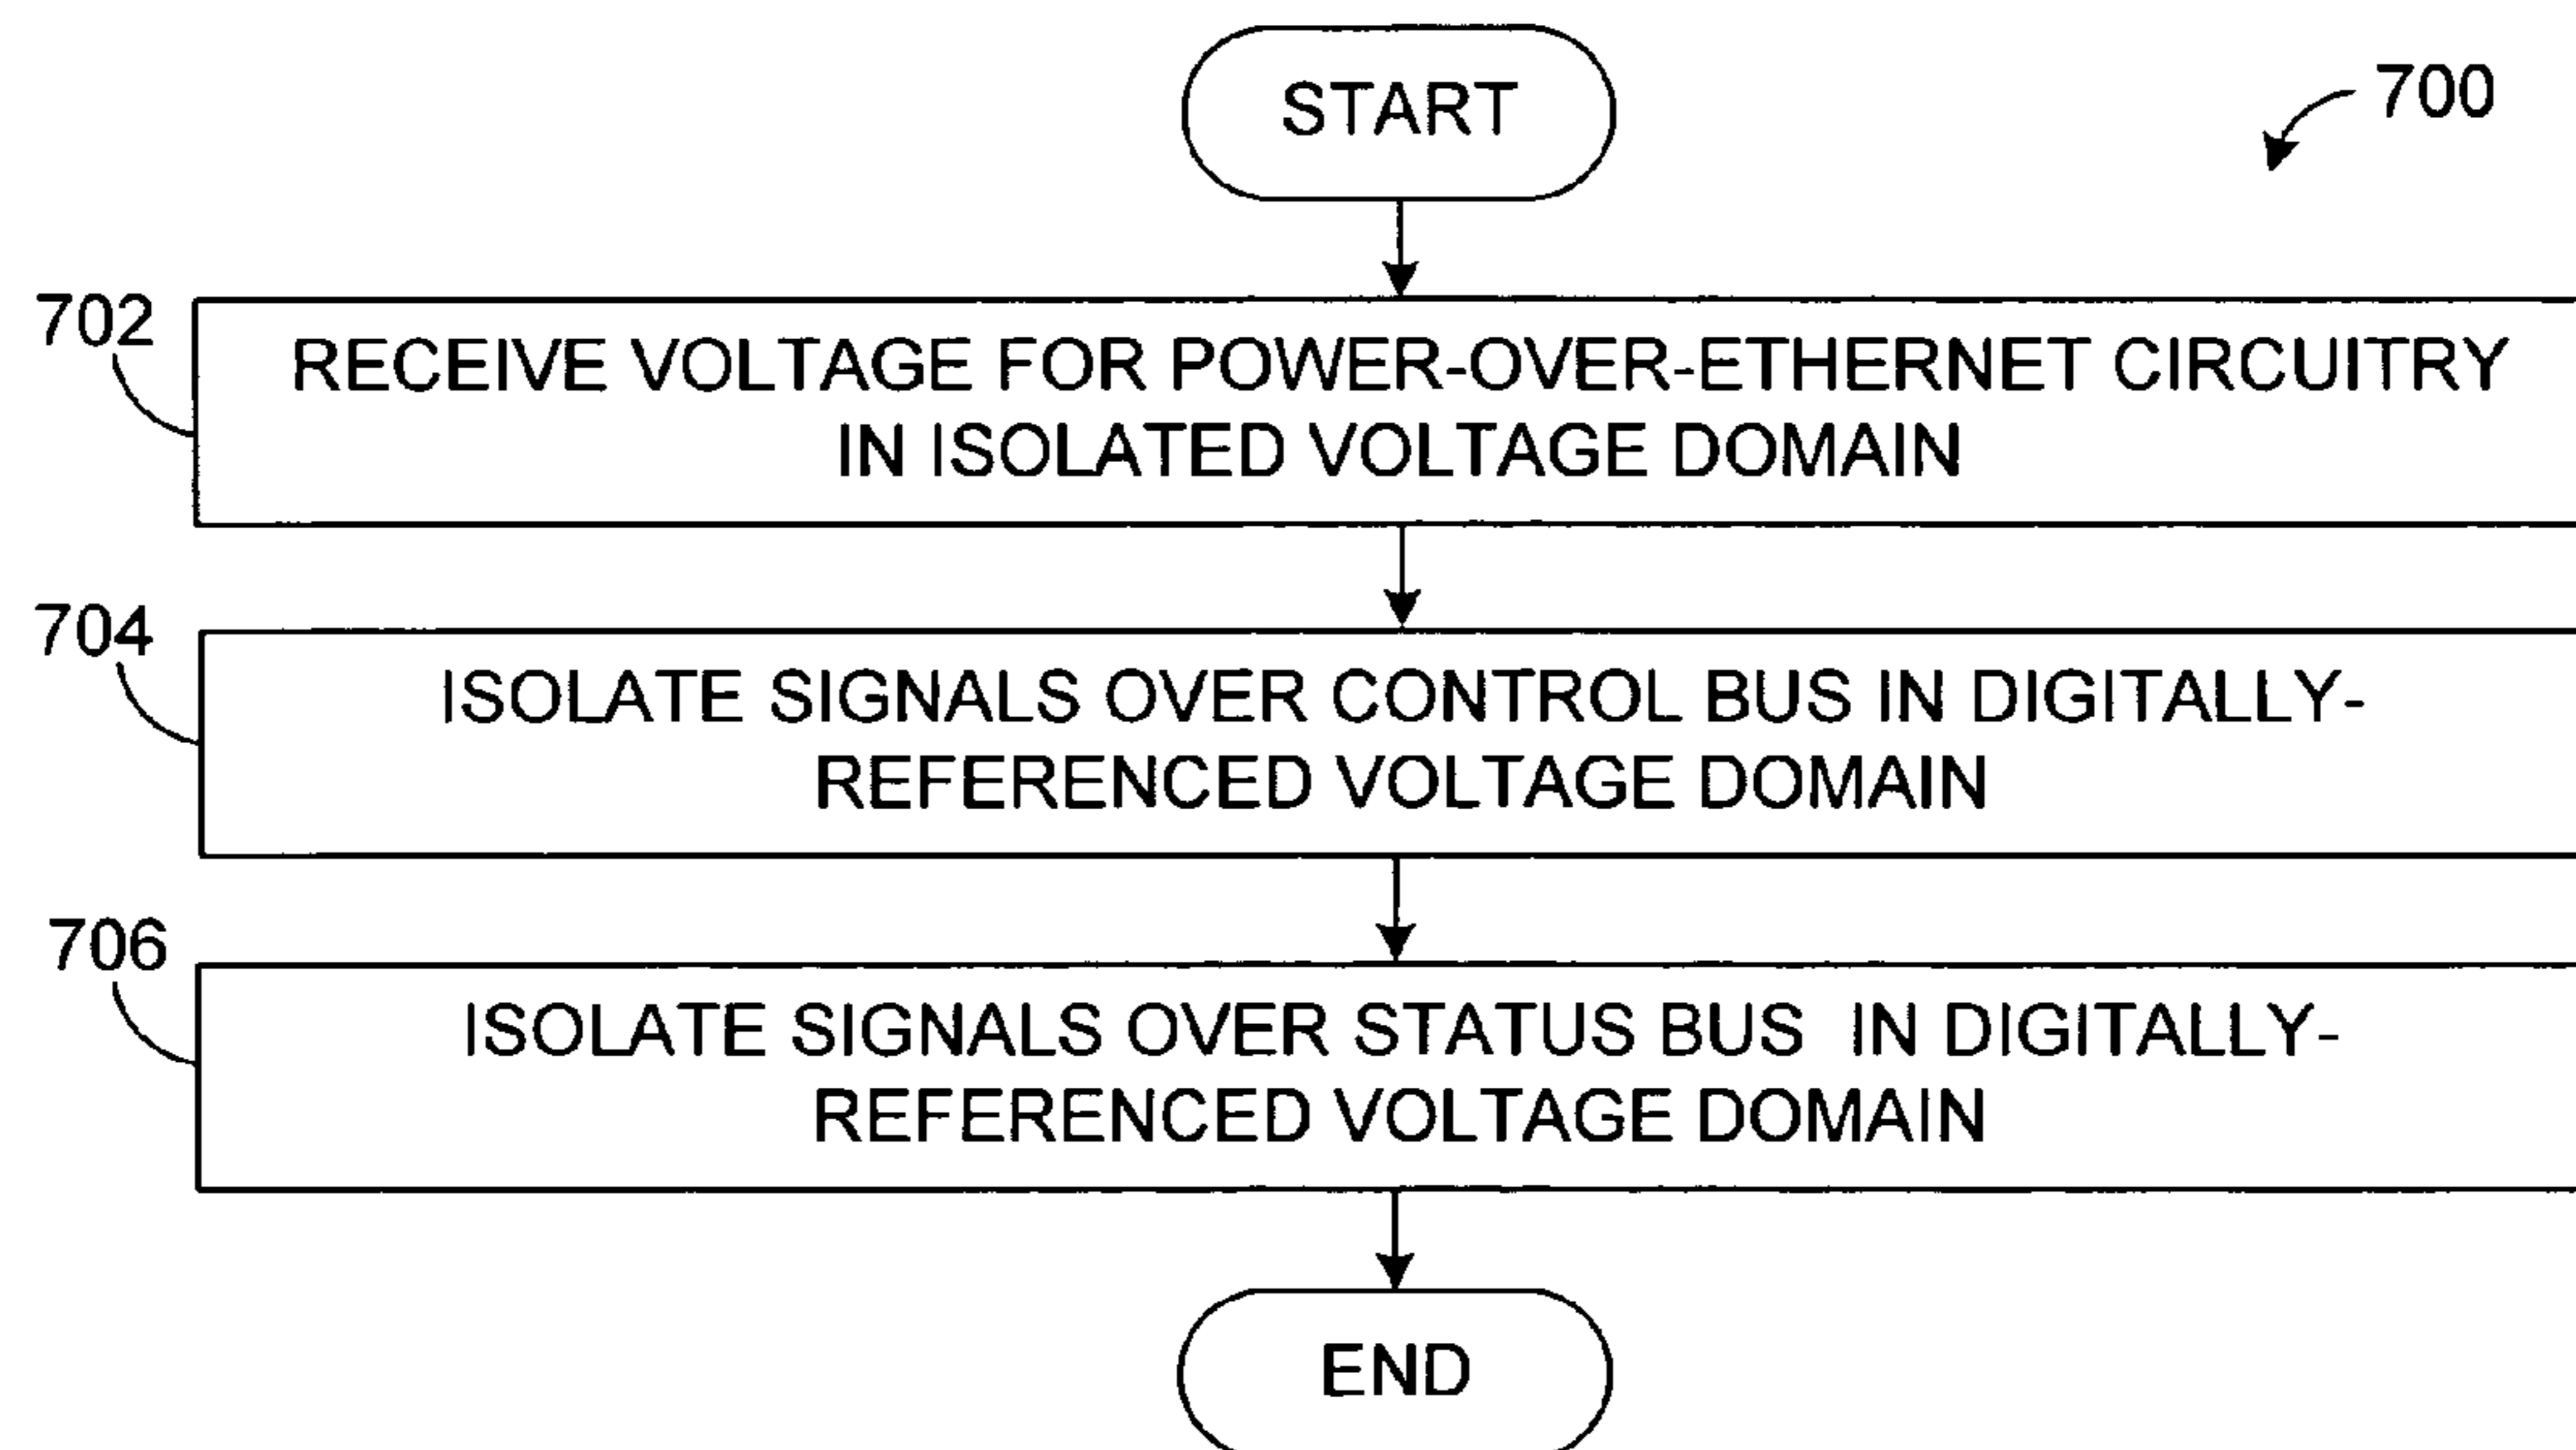 START
700
702
RECEIVE VOLTAGE FOR POWER-OVER-ETHERNET CIRCUITRY
IN ISOLATED VOLTAGE DOMAIN
704
ISOLATE SIGNALS OVER CONTROL BUS IN DIGITALLY-
REFERENCED VOLTAGE DOMAIN
706
ISOLATE SIGNALS OVER STATUS BUS  IN DIGITALLY-
REFERENCED VOLTAGE DOMAIN
END